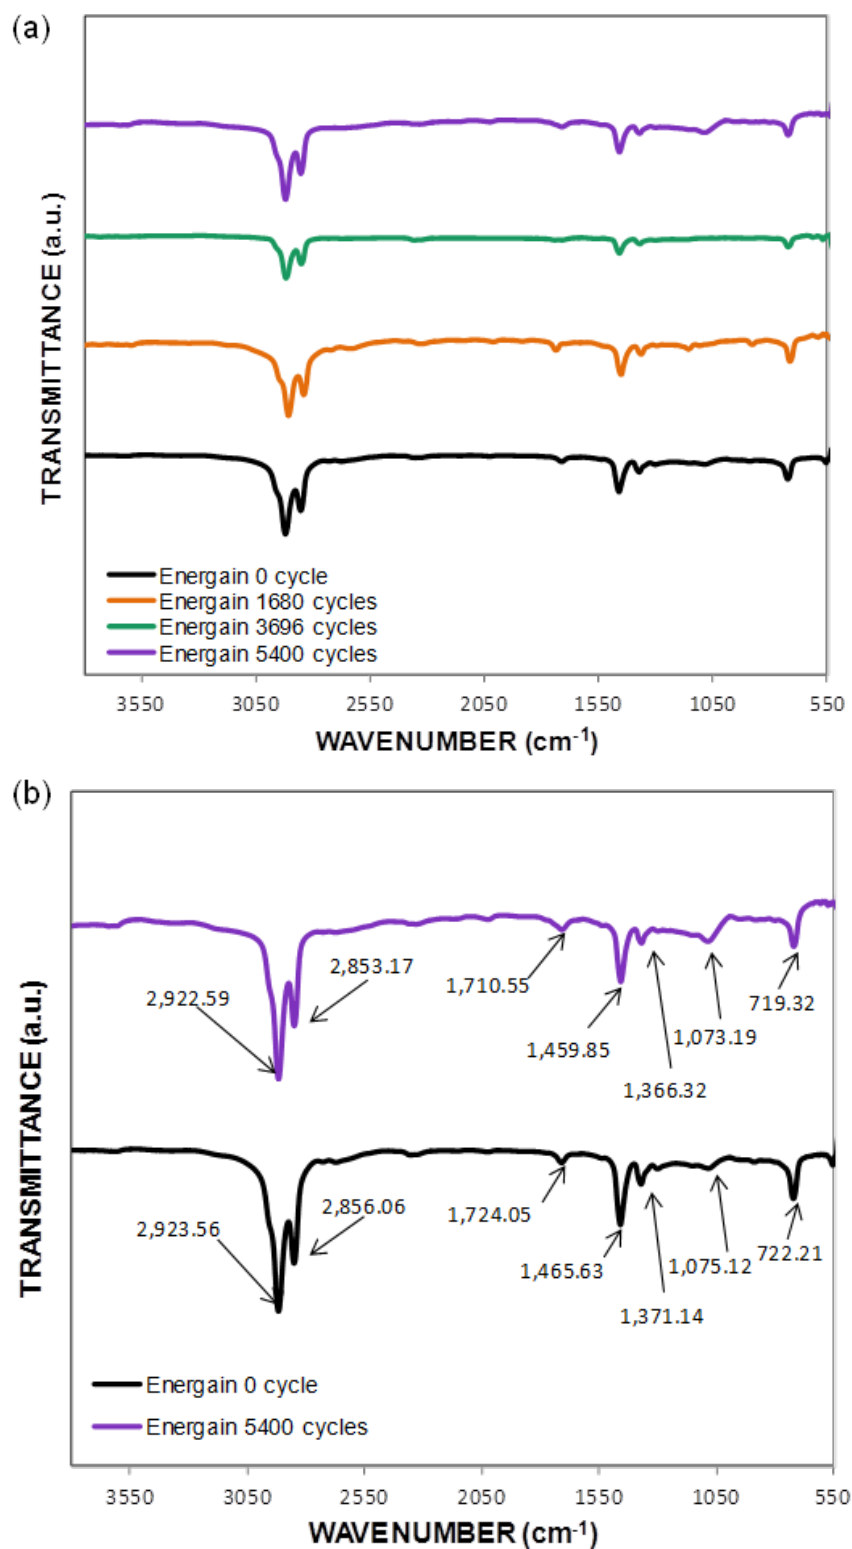 (a)
TRANSMITTANCE (a.u.)
Energain 0 cycle
Energain 1680 cycles
Energain 3696 cycles
Energain 5400 cycles
3550 3050 2550 2050 1550 1050 550
WAVENUMBER (cm-1)
(b)
TRANSMITTANCE (a.u.)
2,922.59
2,853.17
1,710.55
1,459.85
1,366.32
1,073.19
719.32
2,923.56
2,856.06
1,724.05
1,465.63
1,371.14
1,075.12
722.21
Energain 0 cycle
Energain 5400 cycles
3550 3050 2550 2050 1550 1050 550
WAVENUMBER (cm-1)